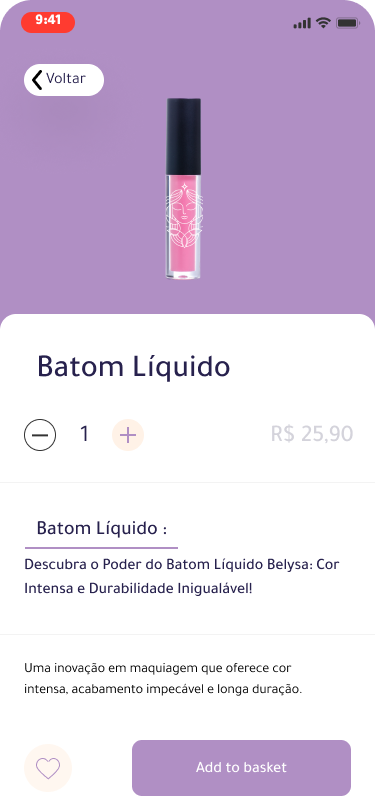 9:41
Voltar
Batom Líquido
1
R$ 25,90
Batom Líquido :
Descubra o Poder do Batom Líquido Belysa: Cor
Intensa e Durabilidade Inigualável!
Uma inovação em maquiagem que oferece cor
intensa, acabamento impecável e longa duração.
Add to basket